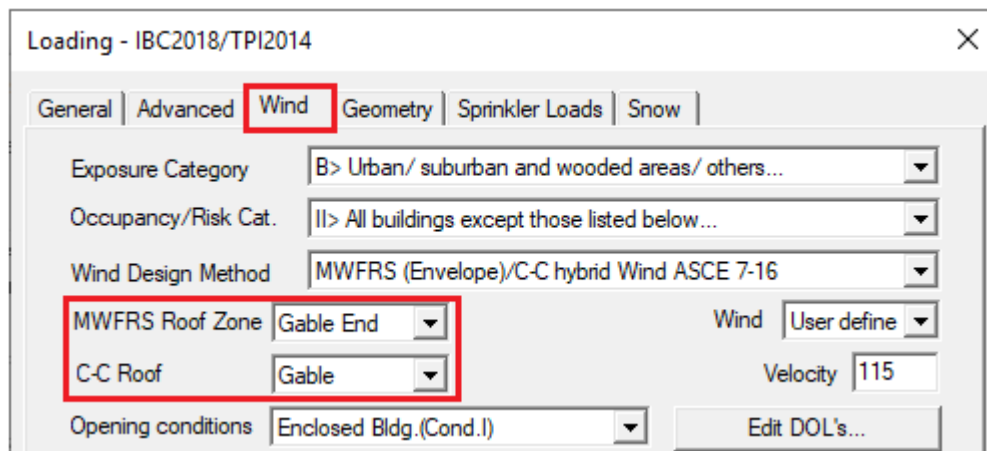 Loading - IBC2018/TPI2014
General Advanced Wind Geometry Sprinkler Loads Snow
Exposure Category B> Urban/ suburban and wooded areas/ others...
Occupancy/Risk Cat. II> All buildings except those listed below...
Wind Design Method MWFRS (Envelope)/C-C hybrid Wind ASCE 7-16
MWFRS Roof Zone Gable End Wind User define
C-C Roof Gable Velocity 115
Opening conditions Enclosed Bldg.(Cond.I) Edit DOL's...